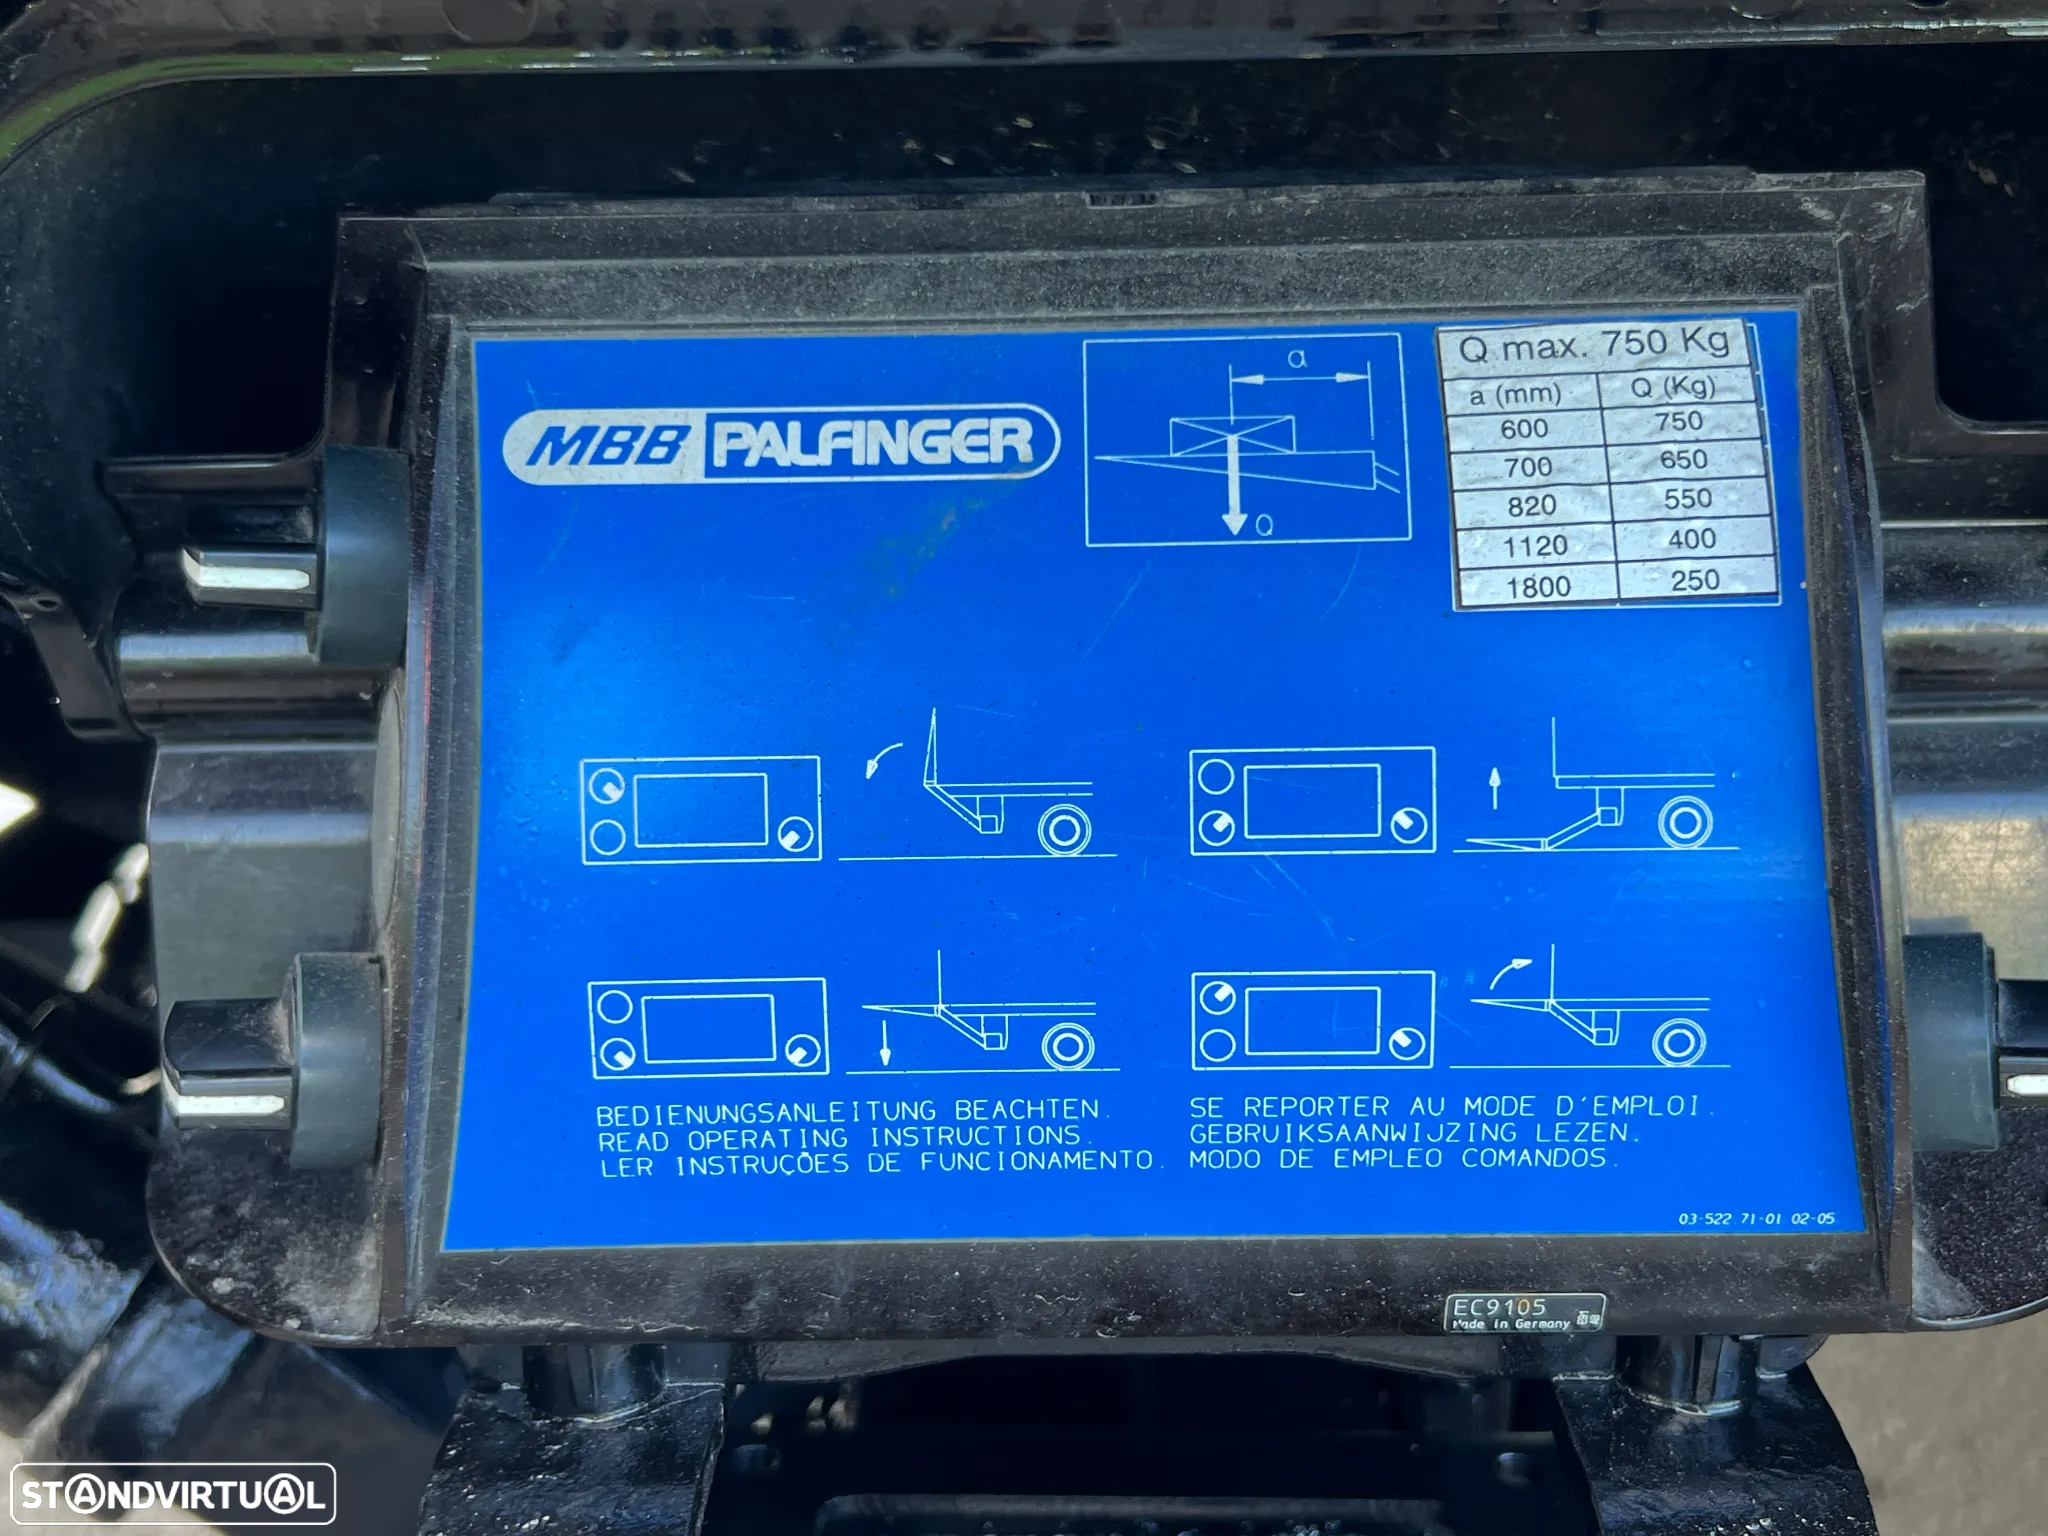 MBB PALFINGER
a
Q
Q max. 750 Kg
a (mm) Q (Kg)
600 750
700 650
820 550
1120 400
1800 250
BEDIENUNGSANLEITUNG BEACHTEN.
READ OPERATING INSTRUCTIONS.
LER INSTRUÇÕES DE FUNCIONAMENTO.
SE REPORTER AU MODE D'EMPLOI.
GEBRUIKSAANWIJZING LEZEN.
MODO DE EMPLEO COMANDOS.
03-522 71-01 02-05
EC9105
Made in Germany
STANDVIRTUAL